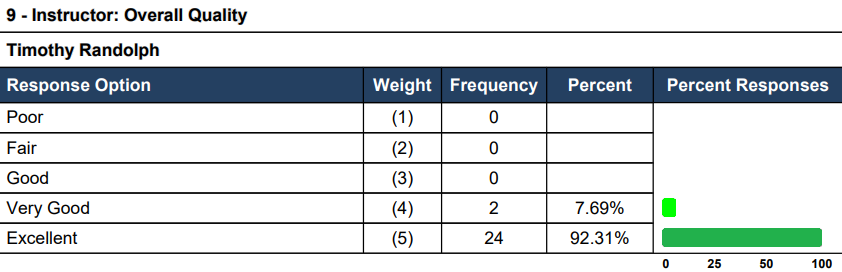 9 - Instructor: Overall Quality
Timothy Randolph
Response Option Weight Frequency Percent Percent Responses
Poor (1) 0
Fair (2) 0
Good (3) 0
Very Good (4) 2 7.69%
Excellent (5) 24 92.31%
0 25 50 100